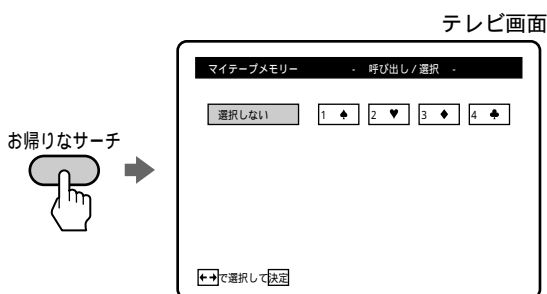 テレビ画面
マイテープメモリー - 呼び出し/選択 -
選択しない 1 ♠ 2 ♥ 3 ♦ 4 ♣
お帰りなサーチ
←→で選択して決定